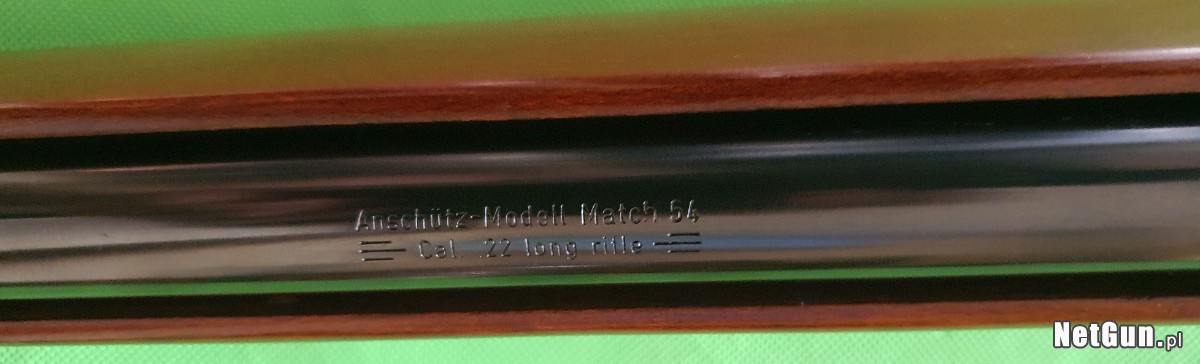 Anschütz-Modell Match 54
Cal. .22 long rifle
NetGun.pl